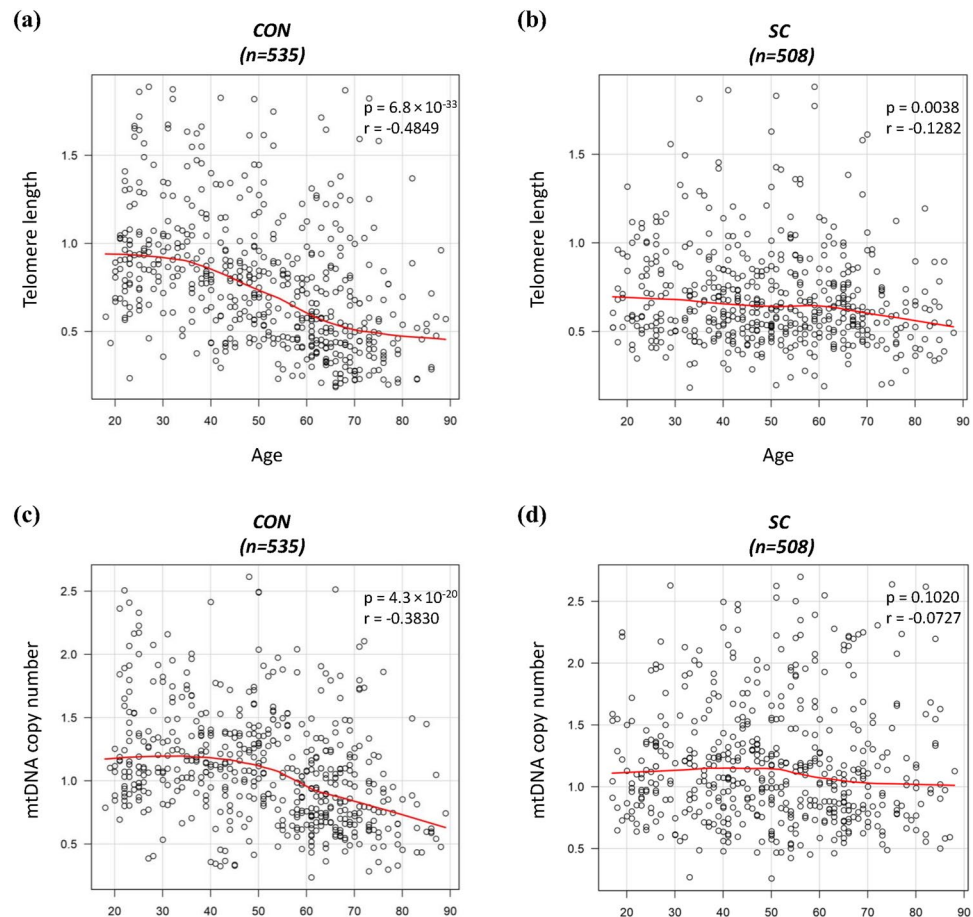 (a)
CON
(n=535)
p = 6.8 × 10⁻³³
r = -0.4849
Telomere length
1.5
1.0
0.5
20 30 40 50 60 70 80 90
Age
(b)
SC
(n=508)
p = 0.0038
r = -0.1282
Telomere length
1.5
1.0
0.5
20 30 40 50 60 70 80 90
Age
(c)
CON
(n=535)
p = 4.3 × 10⁻²⁰
r = -0.3830
mtDNA copy number
2.5
2.0
1.5
1.0
0.5
20 30 40 50 60 70 80 90
(d)
SC
(n=508)
p = 0.1020
r = -0.0727
mtDNA copy number
2.5
2.0
1.5
1.0
0.5
20 30 40 50 60 70 80 90